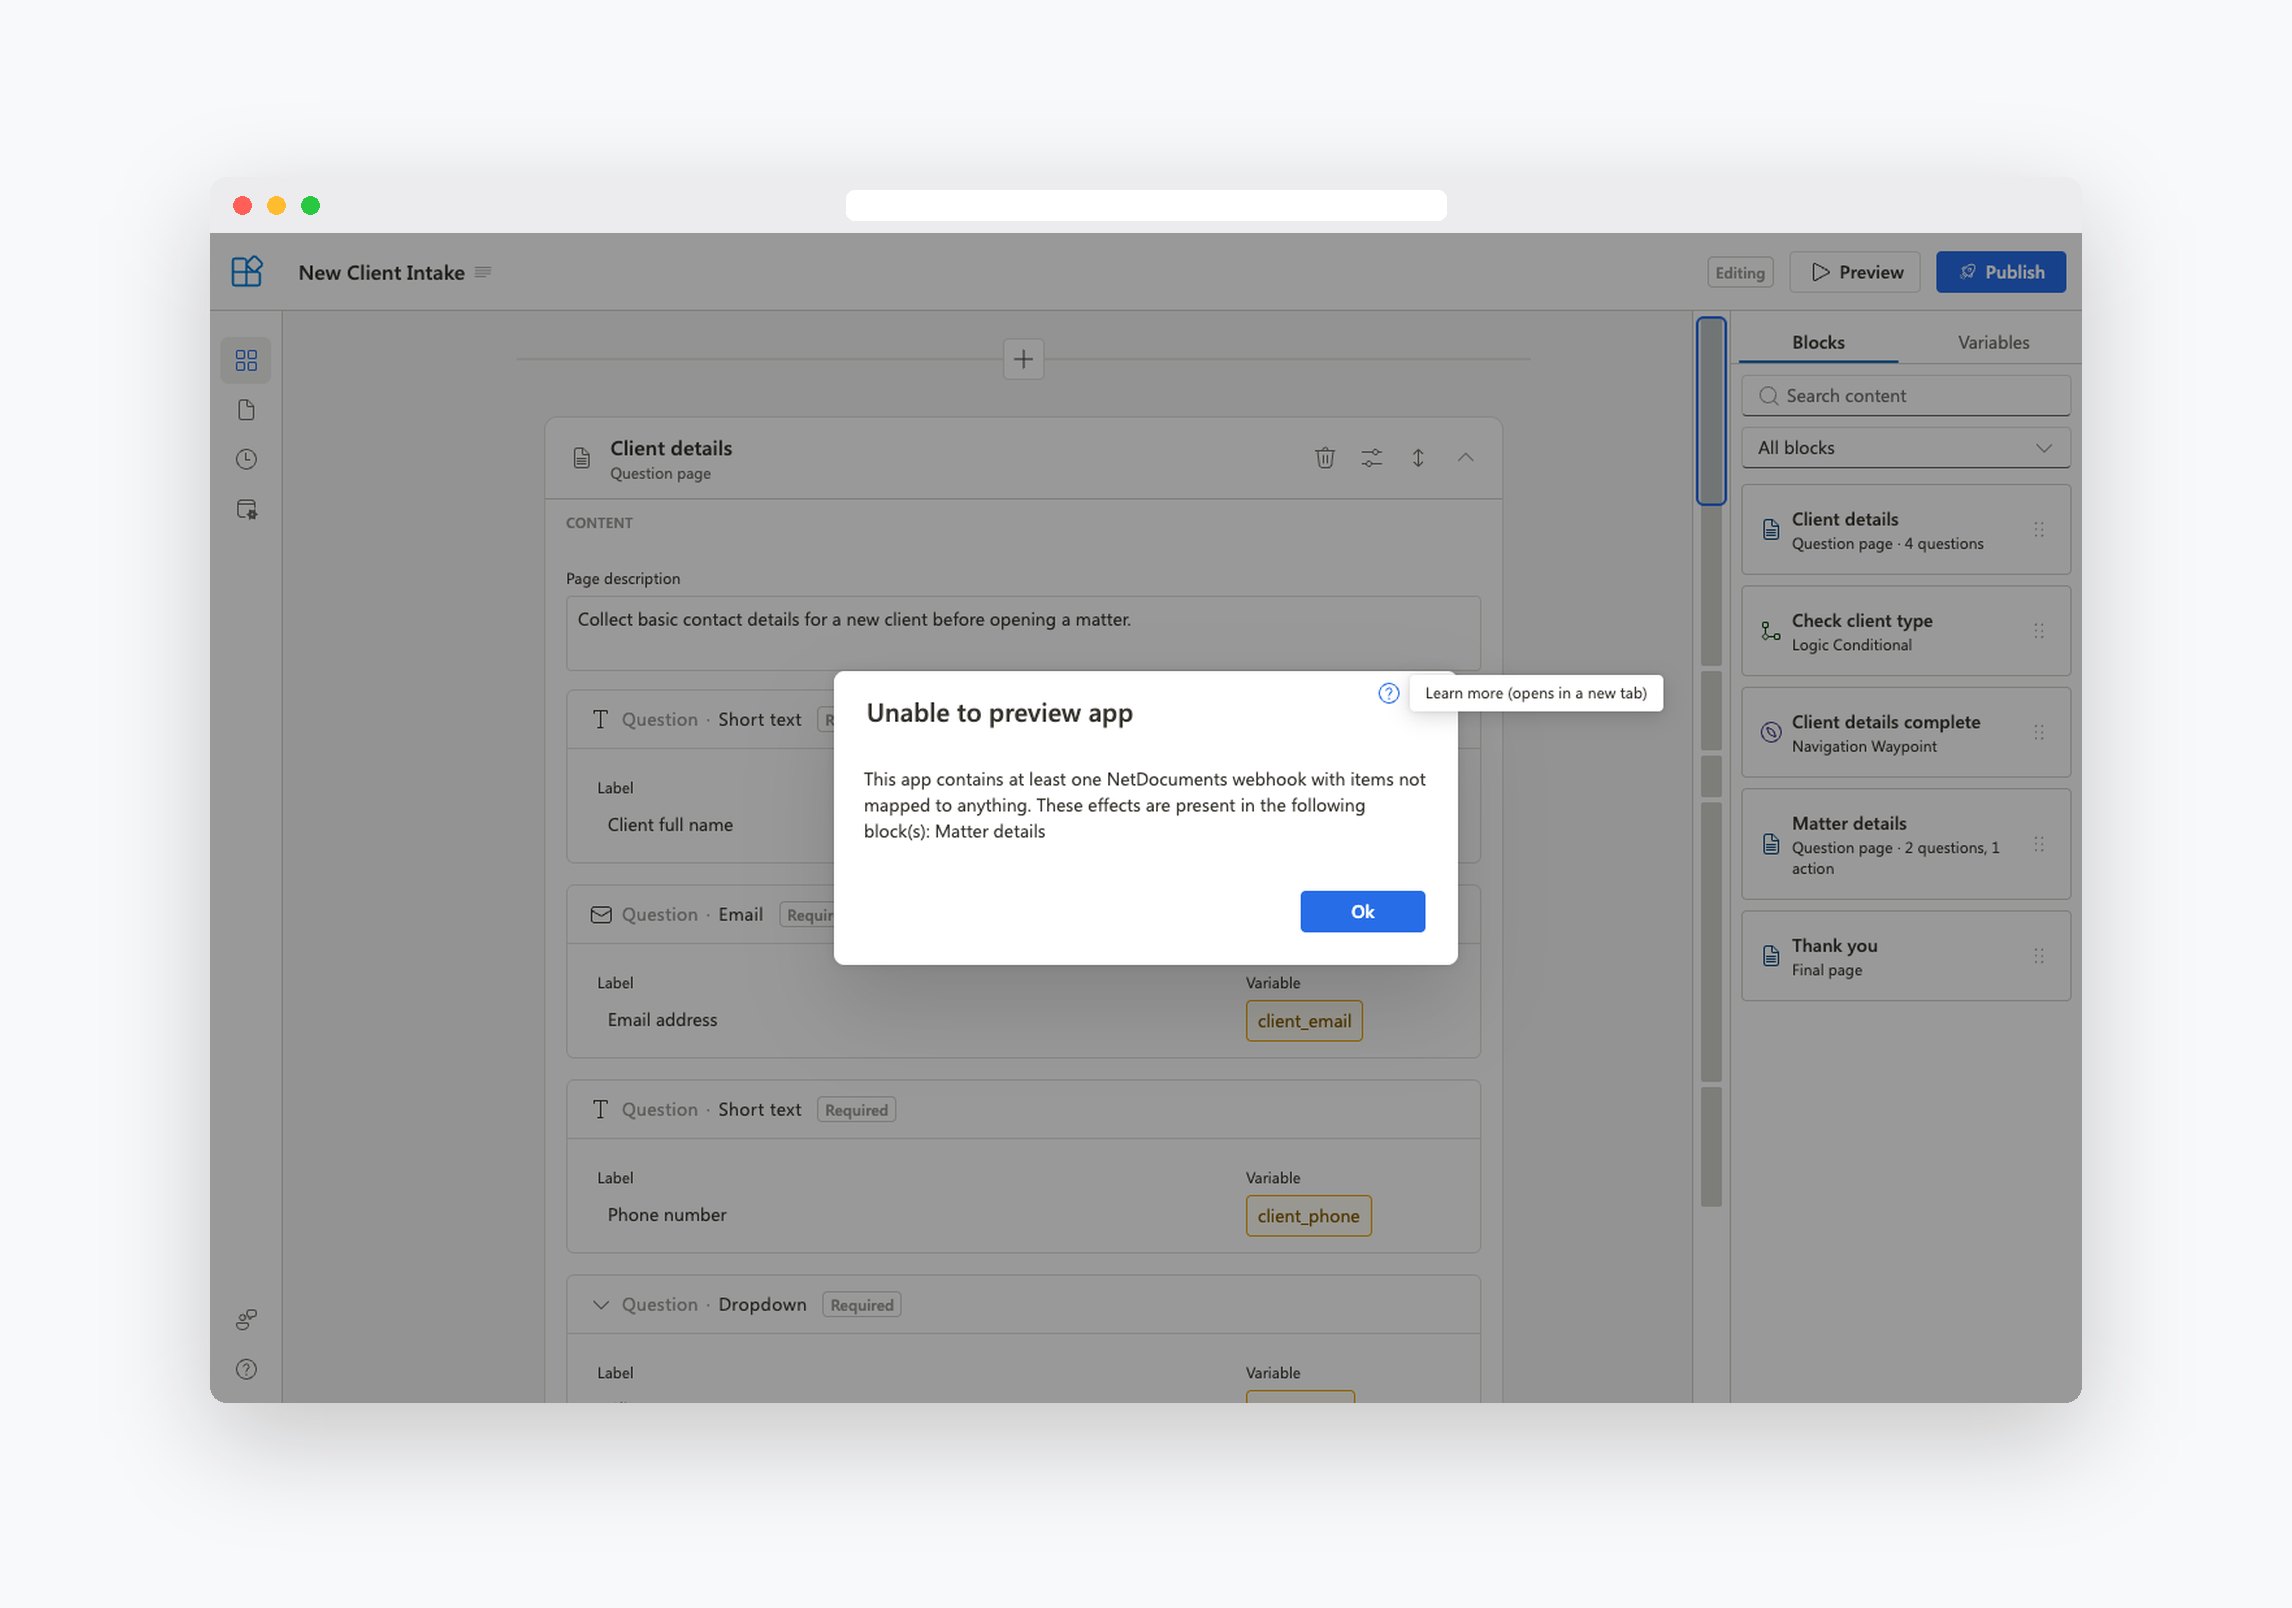 New Client Intake
Editing
Preview
Publish
Blocks
Variables
Search content
All blocks
Client details
Question page · 4 questions
Check client type
Logic Conditional
Client details complete
Navigation Waypoint
Matter details
Question page · 2 questions, 1
action
Thank you
Final page
Client details
Question page
CONTENT
Page description
Collect basic contact details for a new client before opening a matter.
Question · Short text
Label
Client full name
Question · Email
Label
Email address
Variable
client_email
Question · Short text Required
Label
Phone number
Variable
client_phone
Question · Dropdown Required
Label
Variable
Unable to preview app
Learn more (opens in a new tab)
This app contains at least one NetDocuments webhook with items not
mapped to anything. These effects are present in the following
block(s): Matter details
Ok